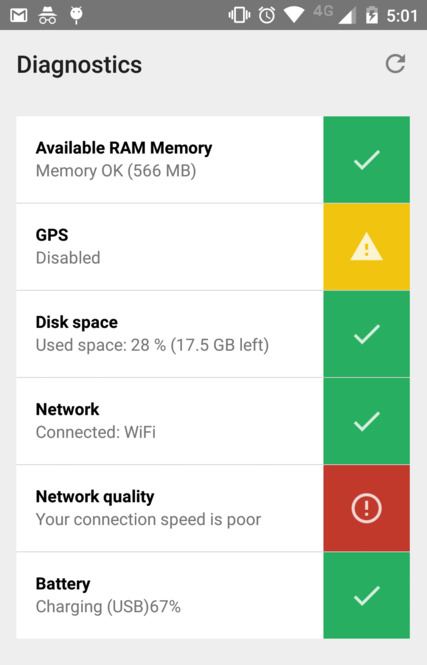 4G 5:01
Diagnostics
Available RAM Memory
Memory OK (566 MB)
GPS
Disabled
Disk space
Used space: 28 % (17.5 GB left)
Network
Connected: WiFi
Network quality
Your connection speed is poor
Battery
Charging (USB)67%